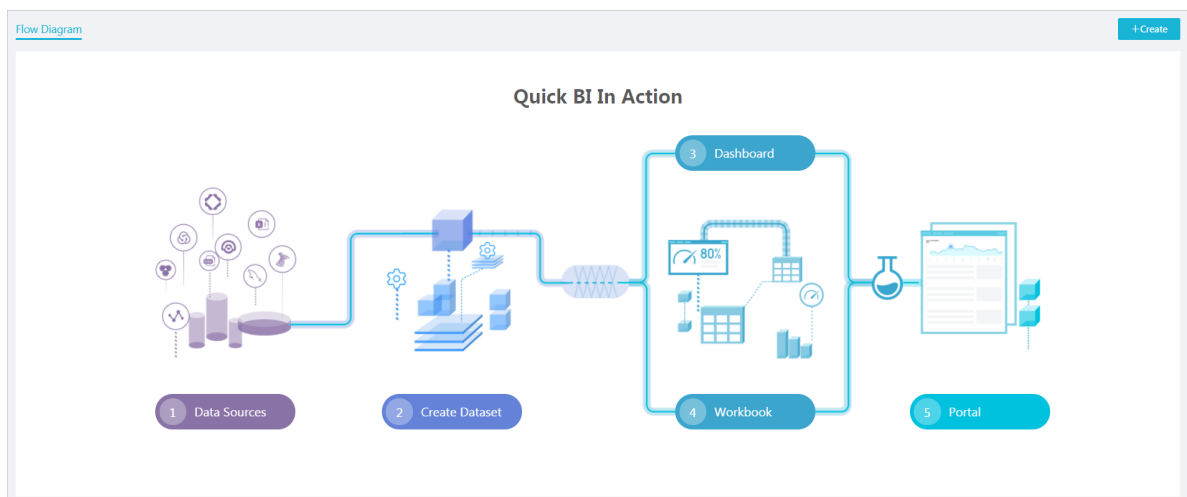 Flow Diagram
+Create
Quick BI In Action
3 Dashboard
80%
1 Data Sources
2 Create Dataset
4 Workbook
5 Portal